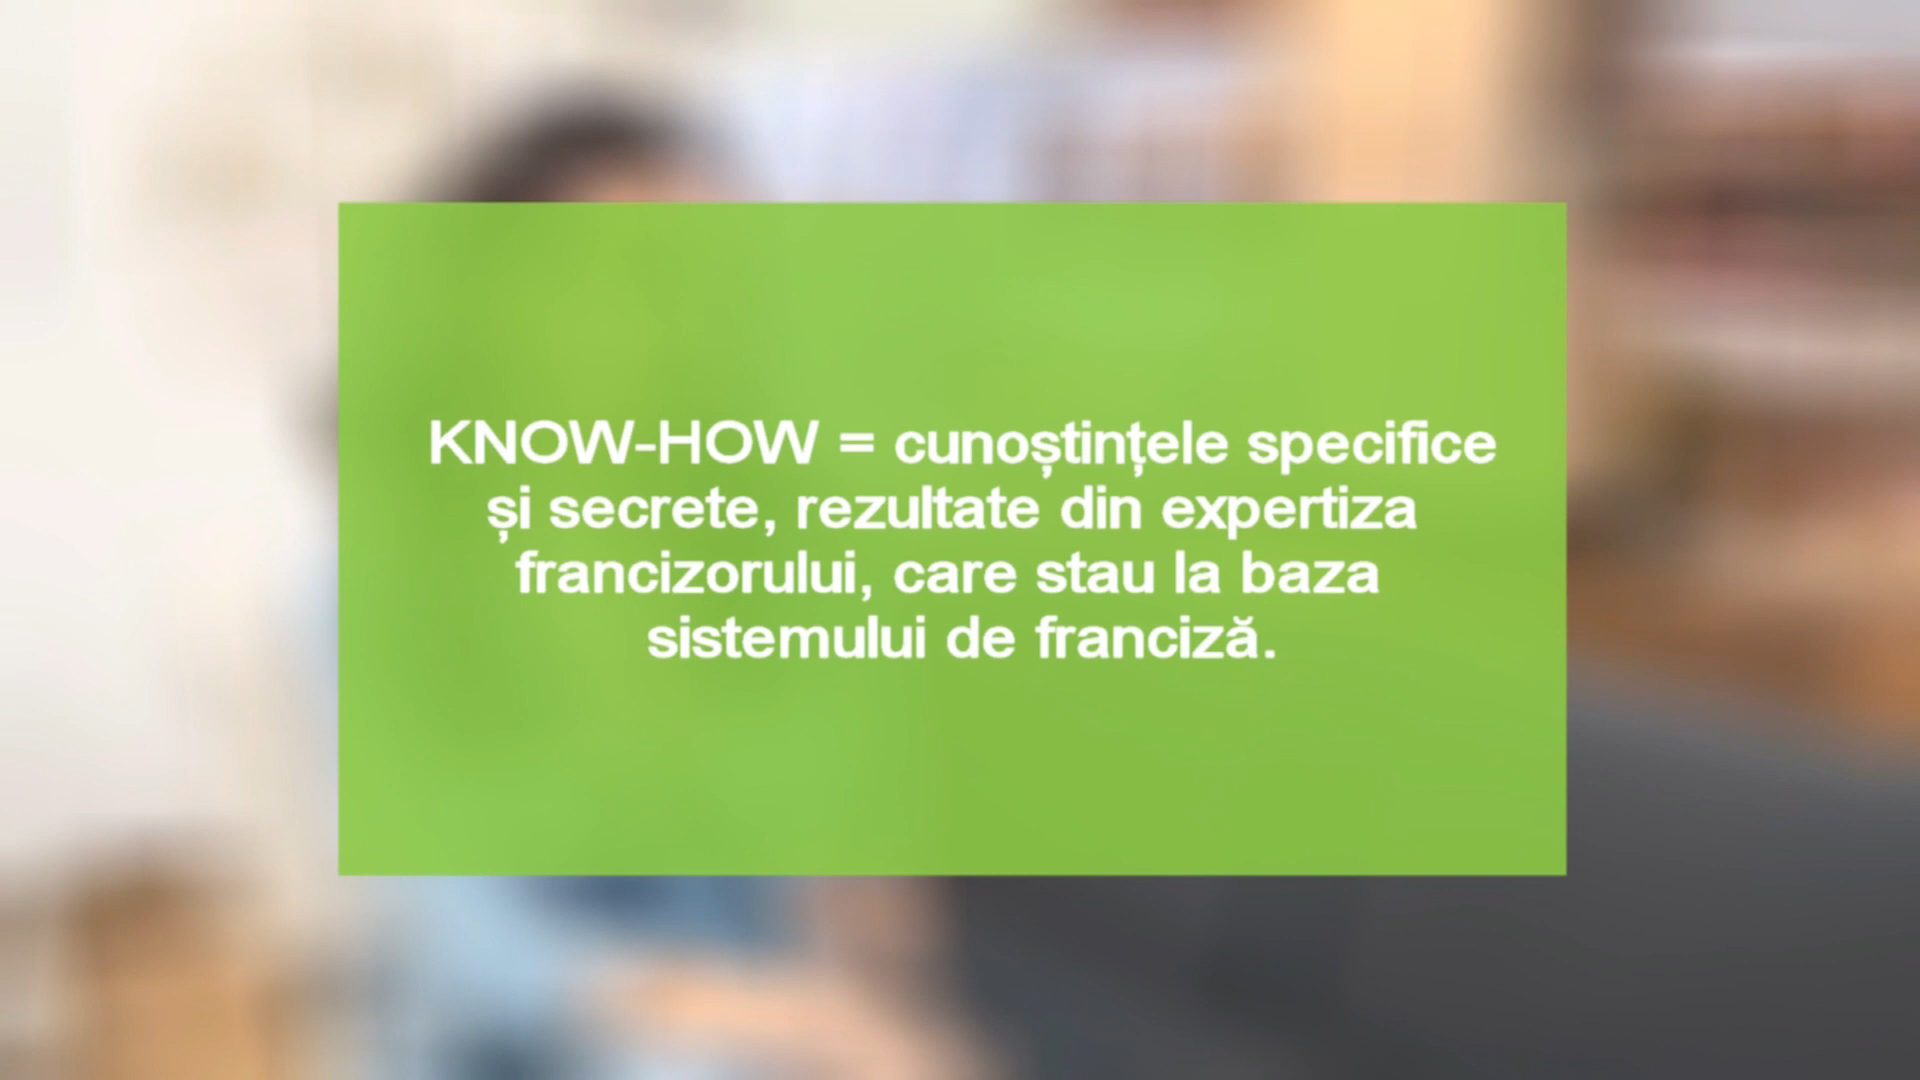 KNOW-HOW = cunoștințele specifice
și secrete, rezultate din expertiza
francizorului, care stau la baza
sistemului de franciză.